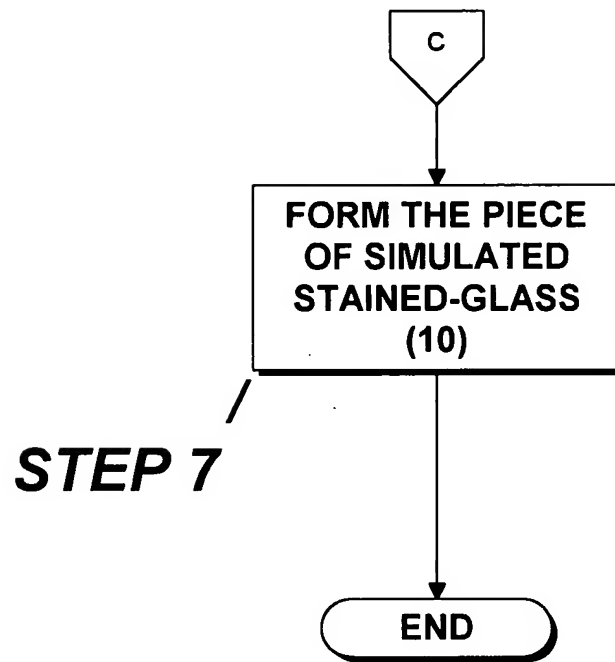 C
FORM THE PIECE
OF SIMULATED
STAINED-GLASS
(10)
STEP 7
END